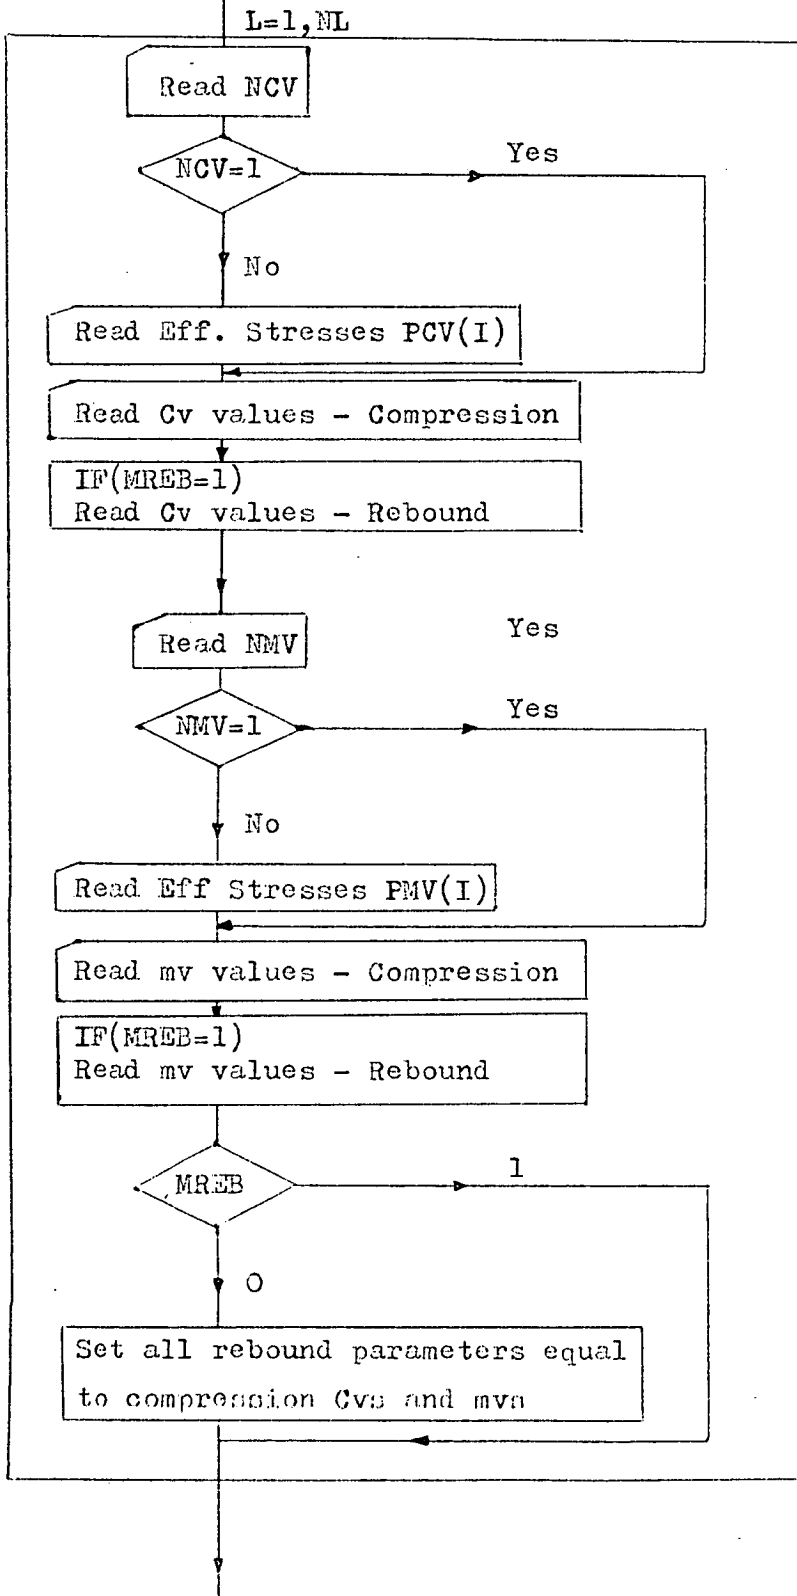 L=1,NL
Read NCV
NCV=1
Yes
No
Read Eff. Stresses PCV(I)
Read Cv values - Compression
IF(MREB=1)
Read Cv values - Rebound
Read NMV
Yes
NMV=1
Yes
No
Read Eff Stresses PMV(I)
Read mv values - Compression
IF(MREB=1)
Read mv values - Rebound
MREB
1
0
Set all rebound parameters equal
to compression Cvs and mvs